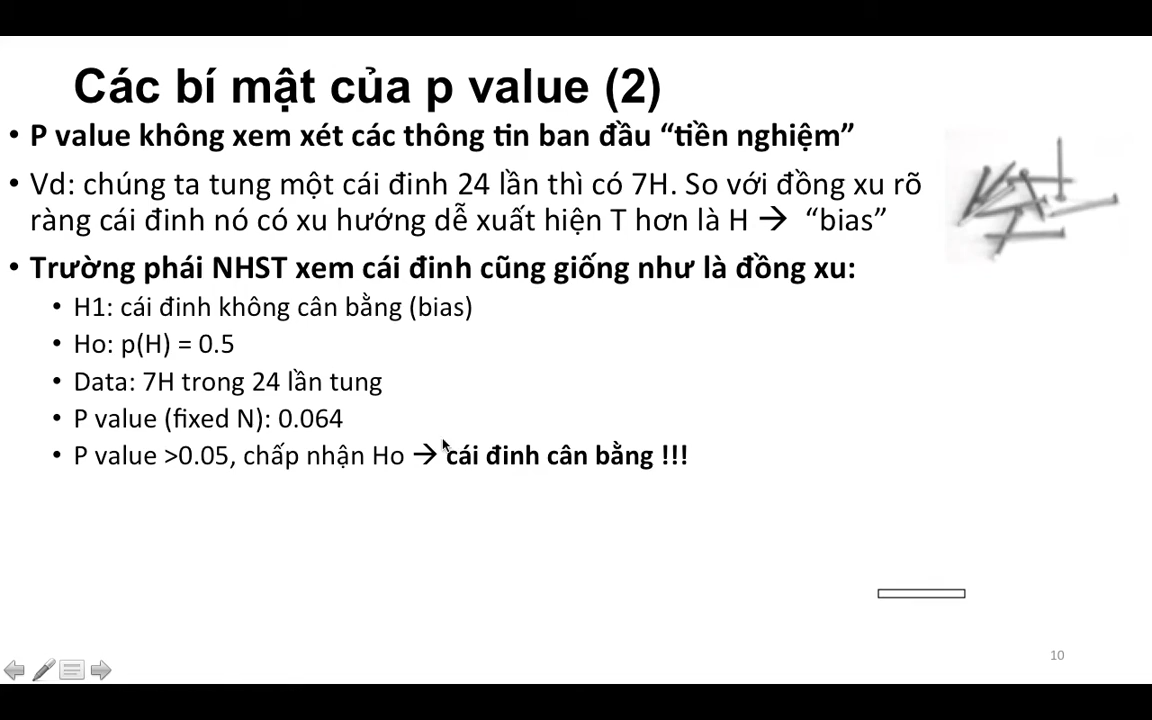 Các bí mật của p value (2)
• P value không xem xét các thông tin ban đầu “tiền nghiệm”
• Vd: chúng ta tung một cái đinh 24 lần thì có 7H. So với đồng xu rõ
ràng cái đinh nó có xu hướng dễ xuất hiện T hơn là H → “bias”
• Trường phái NHST xem cái đinh cũng giống như là đồng xu:
• H1: cái đinh không cân bằng (bias)
• Ho: p(H) = 0.5
• Data: 7H trong 24 lần tung
• P value (fixed N): 0.064
• P value >0.05, chấp nhận Ho → cái đinh cân bằng !!!
10